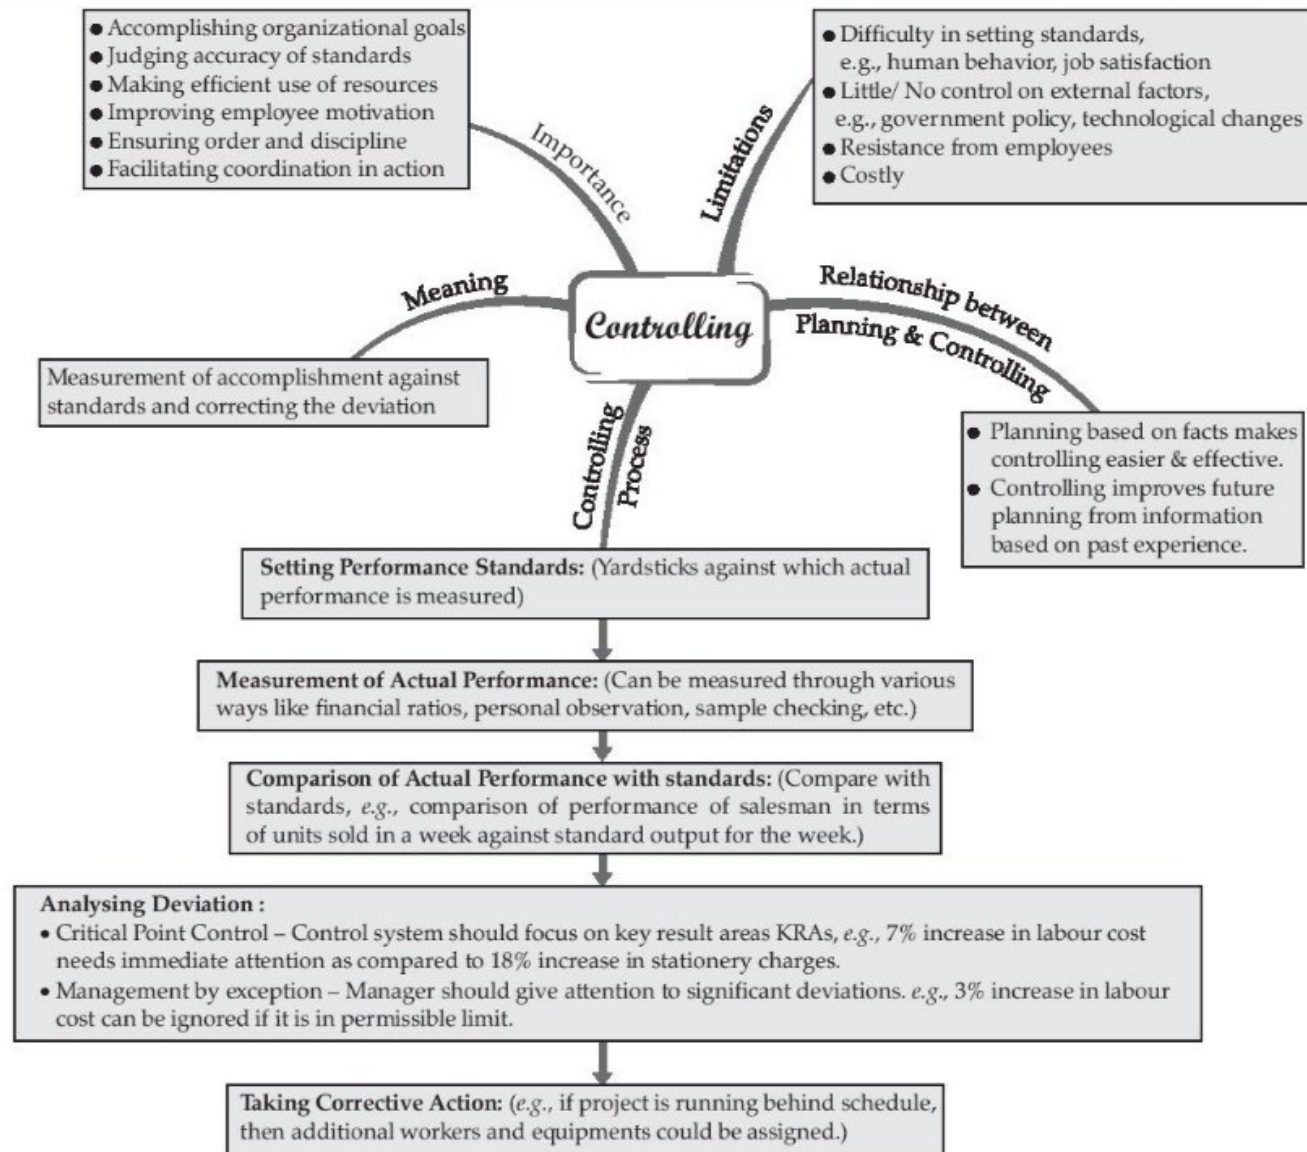 ● Accomplishing organizational goals
● Judging accuracy of standards
● Making efficient use of resources
● Improving employee motivation
● Ensuring order and discipline
● Facilitating coordination in action
Importance
● Difficulty in setting standards,
e.g., human behavior, job satisfaction
● Little/ No control on external factors,
e.g., government policy, technological changes
● Resistance from employees
● Costly
Limitations
Meaning
Measurement of accomplishment against
standards and correcting the deviation
Controlling
Relationship between
Planning & Controlling
● Planning based on facts makes
controlling easier & effective.
● Controlling improves future
planning from information
based on past experience.
Controlling
Process
Setting Performance Standards: (Yardsticks against which actual
performance is measured)
Measurement of Actual Performance: (Can be measured through various
ways like financial ratios, personal observation, sample checking, etc.)
Comparison of Actual Performance with standards: (Compare with
standards, e.g., comparison of performance of salesman in terms
of units sold in a week against standard output for the week.)
Analysing Deviation :
• Critical Point Control – Control system should focus on key result areas KRAs, e.g., 7% increase in labour cost
needs immediate attention as compared to 18% increase in stationery charges.
• Management by exception – Manager should give attention to significant deviations. e.g., 3% increase in labour
cost can be ignored if it is in permissible limit.
Taking Corrective Action: (e.g., if project is running behind schedule,
then additional workers and equipments could be assigned.)